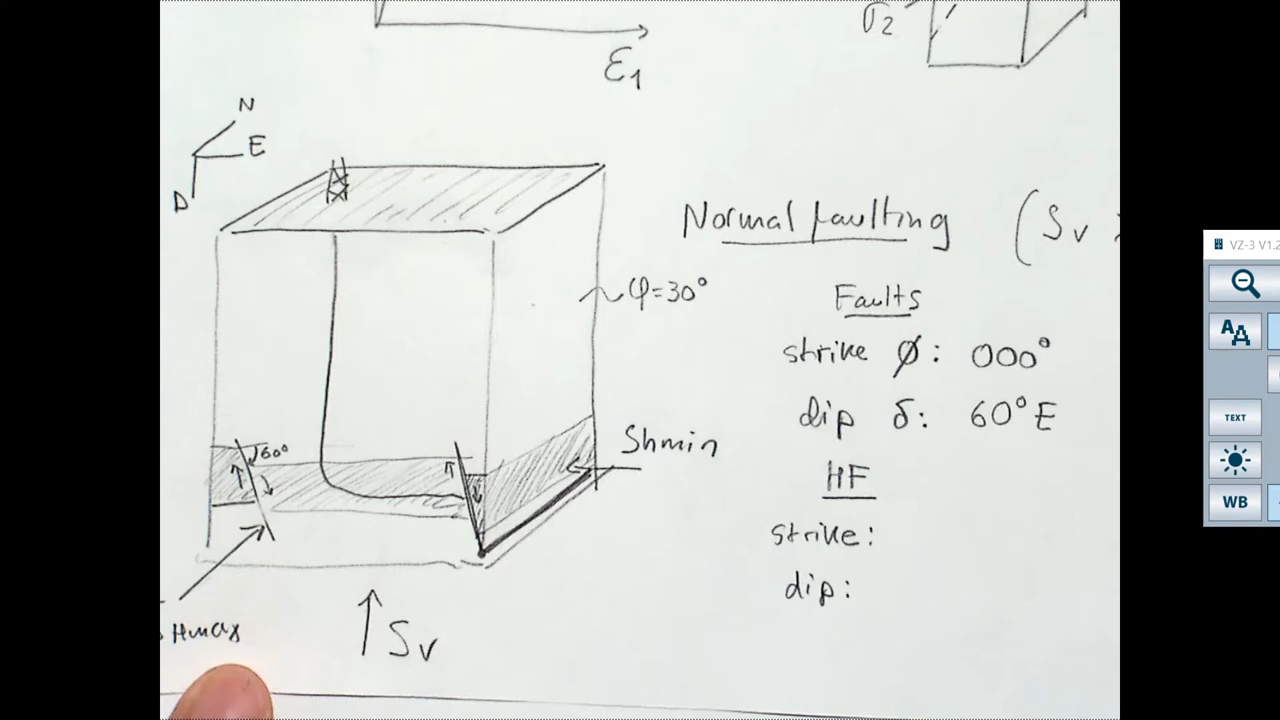 σ2
ε1
N
E
D
Normal faulting (Sv
φ=30°
Faults
strike ϕ: 000°
dip δ: 60°E
60°
Shmin
HF
strike:
dip:
Hmax
Sv
VZ-3 V1.2
AA
TEXT
WB